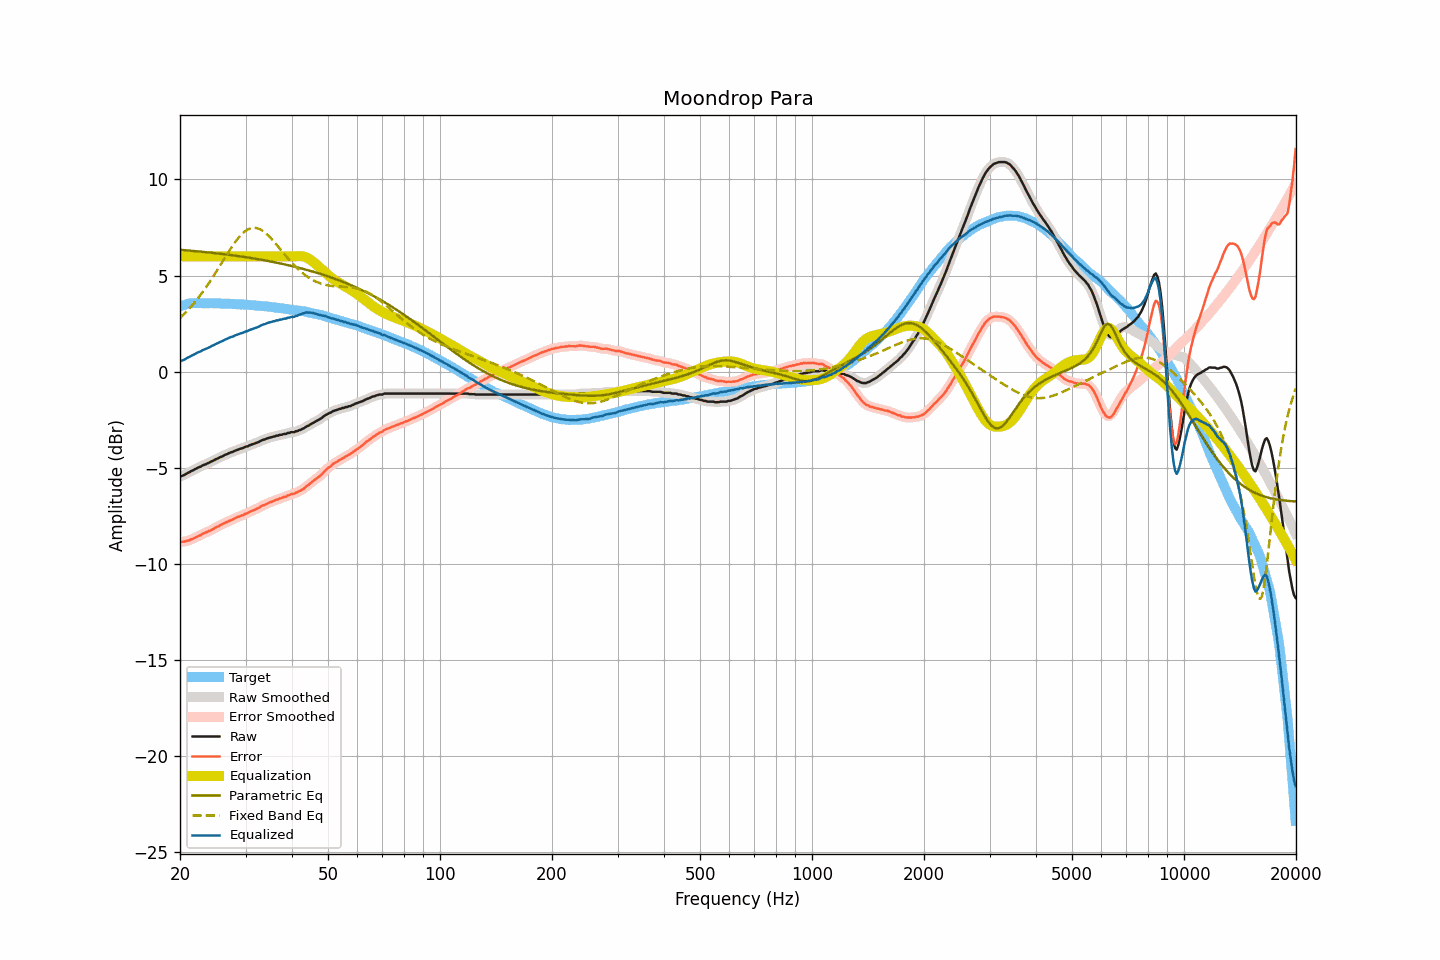 Moondrop Para
10
5
0
−5
−10
−15
−20
−25
Amplitude (dBr)
Target
Raw Smoothed
Error Smoothed
Raw
Error
Equalization
Parametric Eq
Fixed Band Eq
Equalized
20 50 100 200 500 1000 2000 5000 10000 20000
Frequency (Hz)